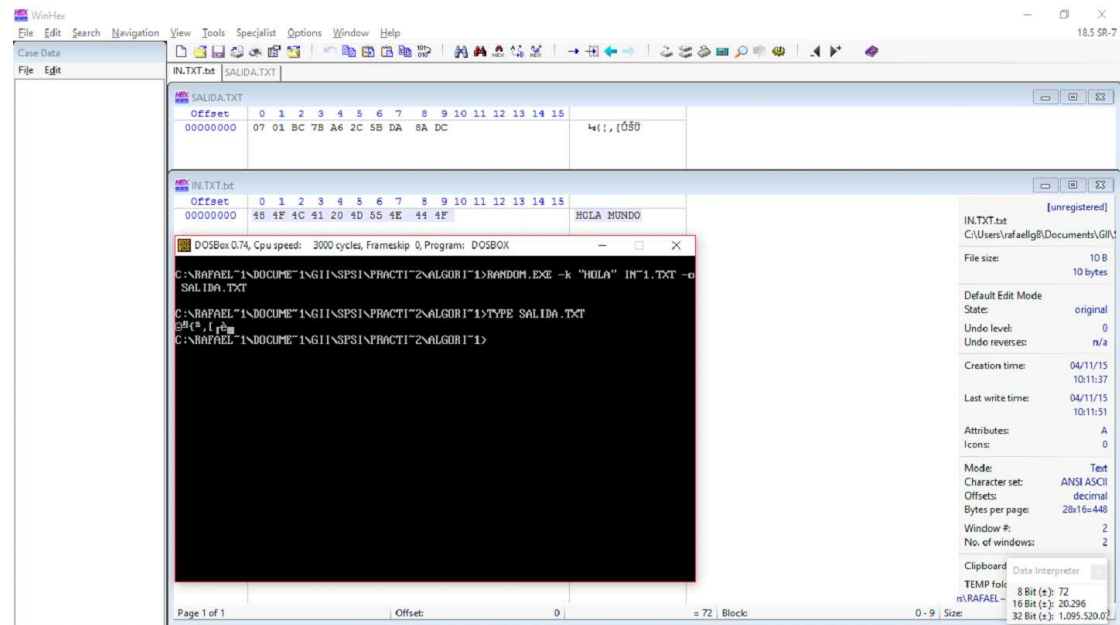 WinHex
File Edit Search Navigation View Tools Specialist Options Window Help
18.5 SR-7
Case Data
File Edit
IN.TXT.txt SALIDA.TXT
SALIDA.TXT
Offset 0 1 2 3 4 5 6 7 8 9 10 11 12 13 14 15
00000000 07 01 BC 7B A6 2C 5B DA 8A DC ¼{¦,[ÚŠÜ
IN.TXT.txt
Offset 0 1 2 3 4 5 6 7 8 9 10 11 12 13 14 15
00000000 48 4F 4C 41 20 4D 55 4E 44 4F HOLA MUNDO
DOSBox 0.74, Cpu speed: 3000 cycles, Frameskip 0, Program: DOSBOX
C:\RAFAEL~1\DOCUME~1\GII\SPSI\PRACTI~2\ALGORI~1>RANDOM.EXE -k "HOLA" IN~1.TXT -o
SALIDA.TXT
C:\RAFAEL~1\DOCUME~1\GII\SPSI\PRACTI~2\ALGORI~1>TYPE SALIDA.TXT
☺╝{ª,[┌è▄
C:\RAFAEL~1\DOCUME~1\GII\SPSI\PRACTI~2\ALGORI~1>
[unregistered]
IN.TXT.txt
C:\Users\rafaellg8\Documents\GII\
File size: 10 B
10 bytes
Default Edit Mode
State: original
Undo level: 0
Undo reverses: n/a
Creation time: 04/11/15
10:11:37
Last write time: 04/11/15
10:11:51
Attributes: A
Icons: 0
Mode: Text
Character set: ANSI ASCII
Offsets: decimal
Bytes per page: 28x16=448
Window #: 2
No. of windows: 2
Clipboard
TEMP
\RAFAEL~
Data Interpreter
8 Bit (±): 72
16 Bit (±): 20.296
32 Bit (±): 1.095.520.0
Page 1 of 1 Offset: 0 = 72 Block: 0 - 9 Size: